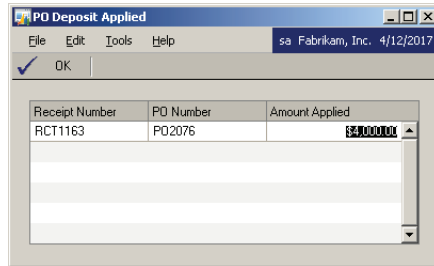 PO Deposit Applied
File Edit Tools Help sa Fabrikam, Inc. 4/12/2017
OK
Receipt Number PO Number Amount Applied
RCT1163 PO2076 $4,000.00